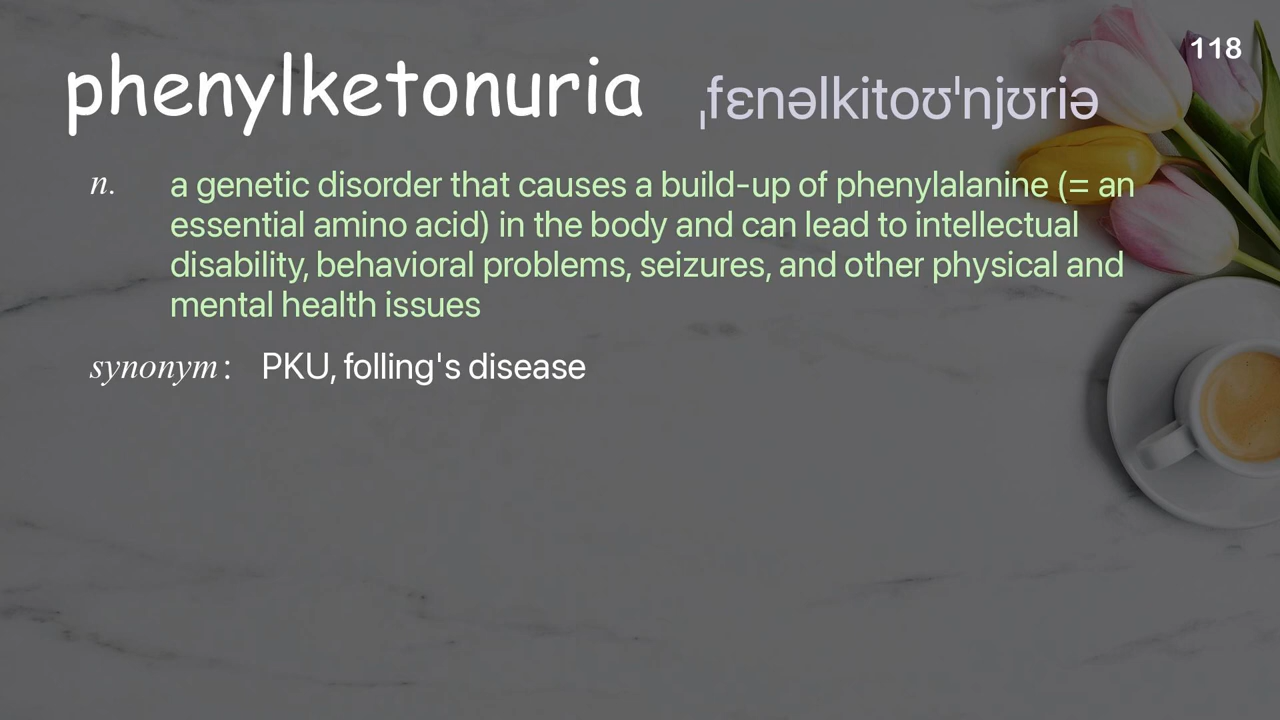 118
phenylketonuria ˌfɛnəlkitoʊˈnjʊriə
n. a genetic disorder that causes a build-up of phenylalanine (= an
essential amino acid) in the body and can lead to intellectual
disability, behavioral problems, seizures, and other physical and
mental health issues
synonym: PKU, folling's disease